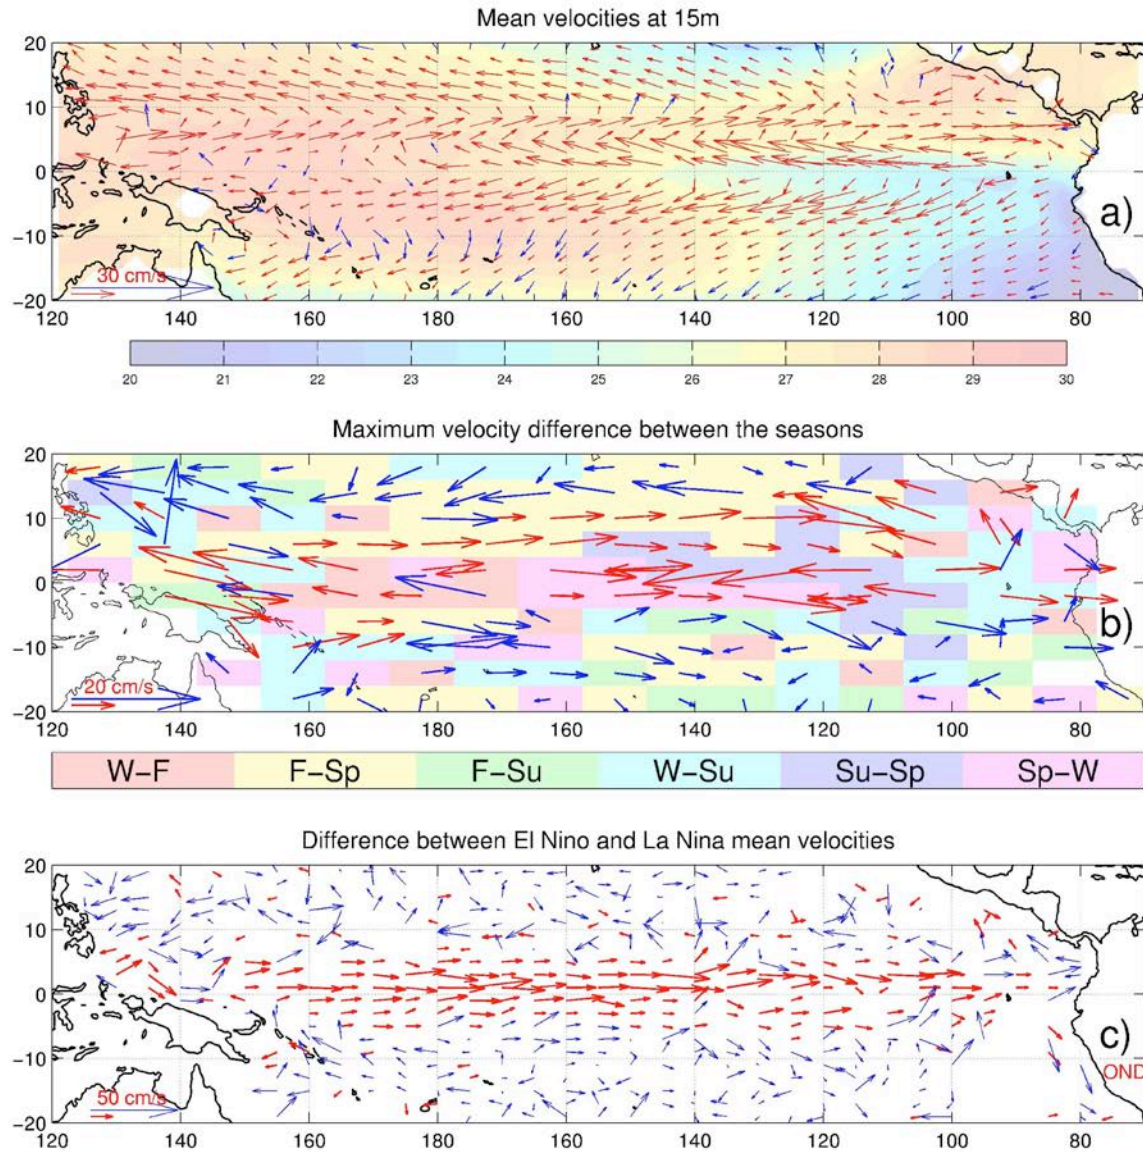 Mean velocities at 15m
20
10
0
−10
−20
30 cm/s
a)
120 140 160 180 160 140 120 100 80
20 21 22 23 24 25 26 27 28 29 30
Maximum velocity difference between the seasons
20
10
0
−10
−20
20 cm/s
b)
120 140 160 180 160 140 120 100 80
W−F F−Sp F−Su W−Su Su−Sp Sp−W
Difference between El Nino and La Nina mean velocities
20
10
0
−10
−20
50 cm/s
c)
OND
120 140 160 180 160 140 120 100 80